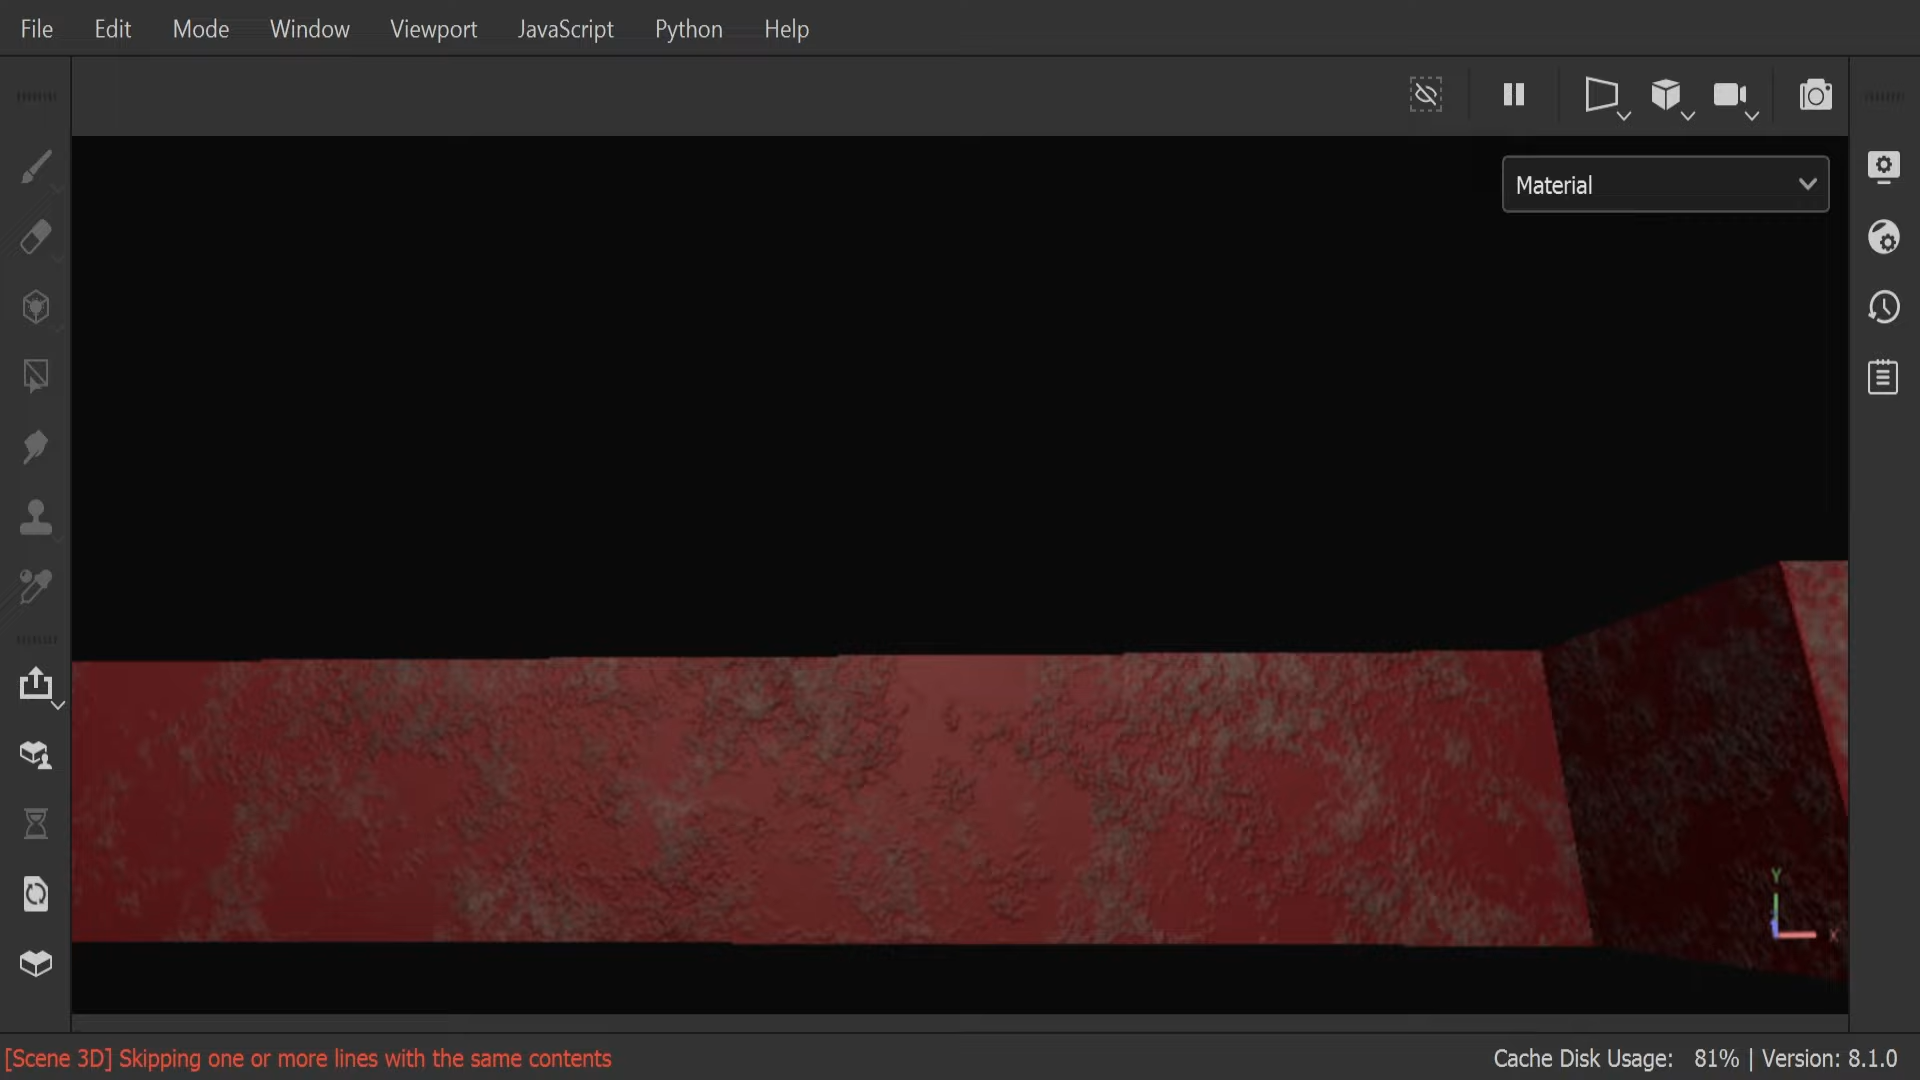 File Edit Mode Window Viewport JavaScript Python Help
Material
Y
X
[Scene 3D] Skipping one or more lines with the same contents
Cache Disk Usage: 81% | Version: 8.1.0